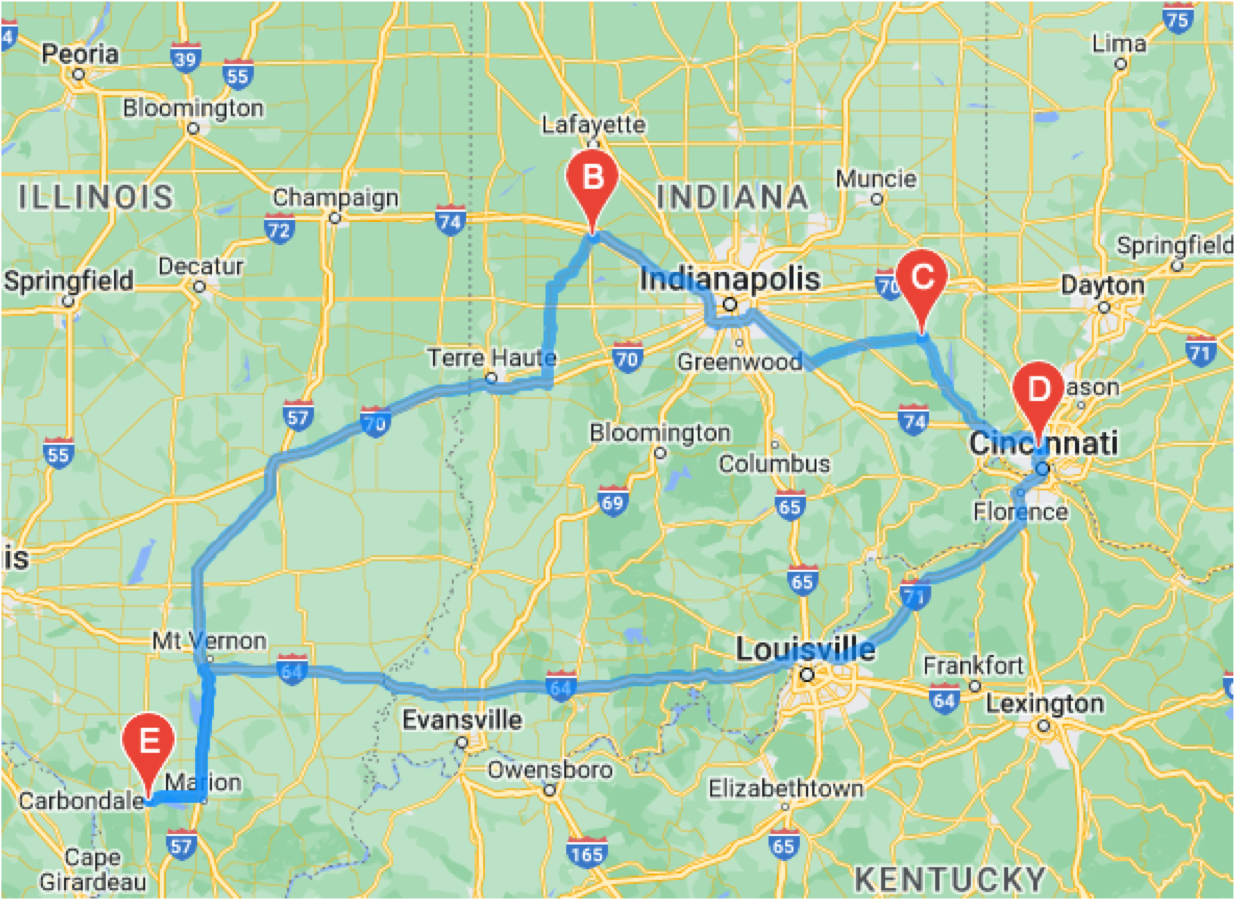 75
4
Lima
Peoria
39
55
Bloomington
Lafayette
B
ILLINOIS
INDIANA
Muncie
Champaign
74
72
Springfield
Decatur
Springfield
Indianapolis
70
C
Dayton
Terre Haute
70
Greenwood
71
D
ason
57
70
74
55
Bloomington
Cincinnati
Columbus
69
65
Florence
is
65
71
Mt Vernon
Louisville
64
64
Frankfort
64
Lexington
Evansville
E
Marion
Owensboro
Carbondale
Elizabethtown
57
165
65
Cape
Girardeau
KENTUCKY